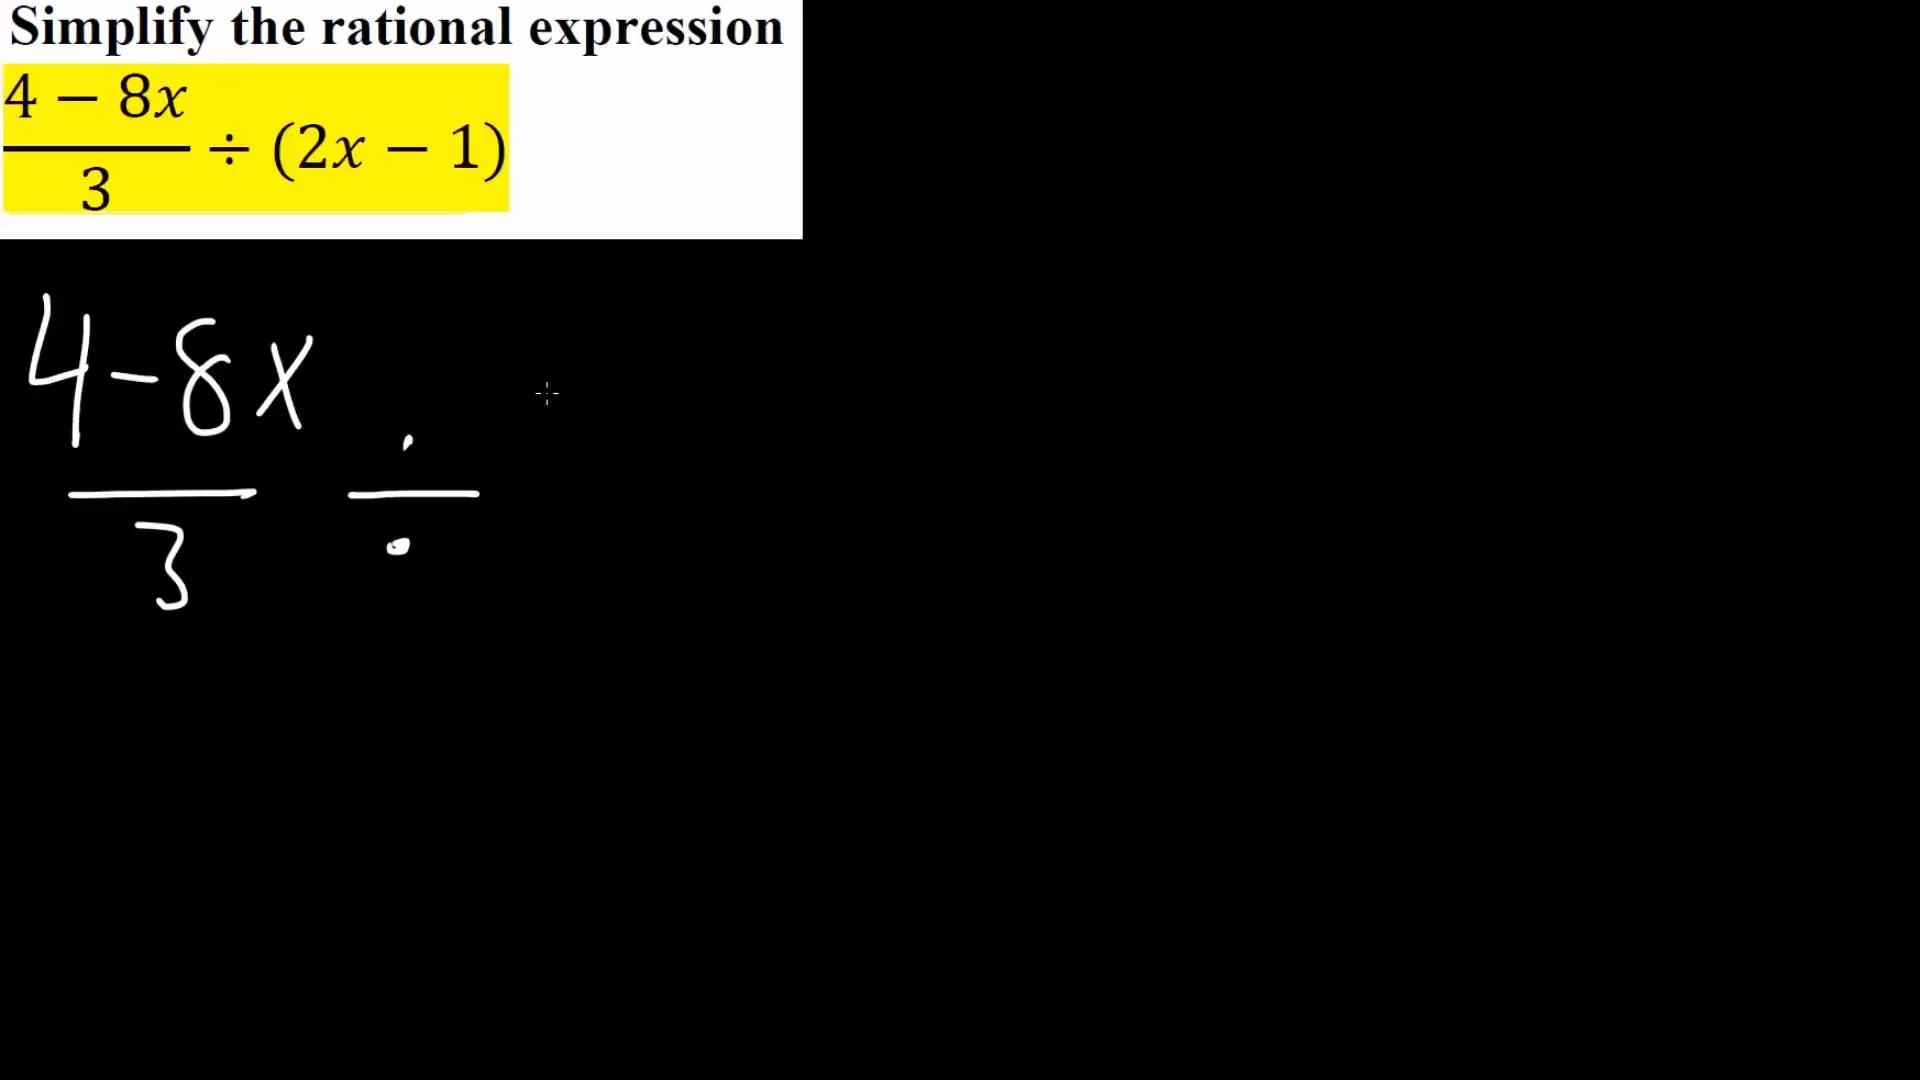 Simplify the rational expression
4 − 8x
÷ (2x − 1)
3
4-8x
÷
3